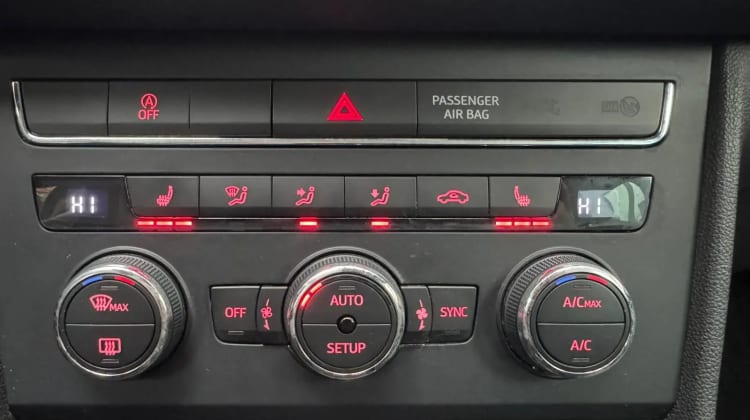 A
OFF
PASSENGER
AIR BAG
HI
HI
MAX
OFF
AUTO
SETUP
SYNC
A/C MAX
A/C